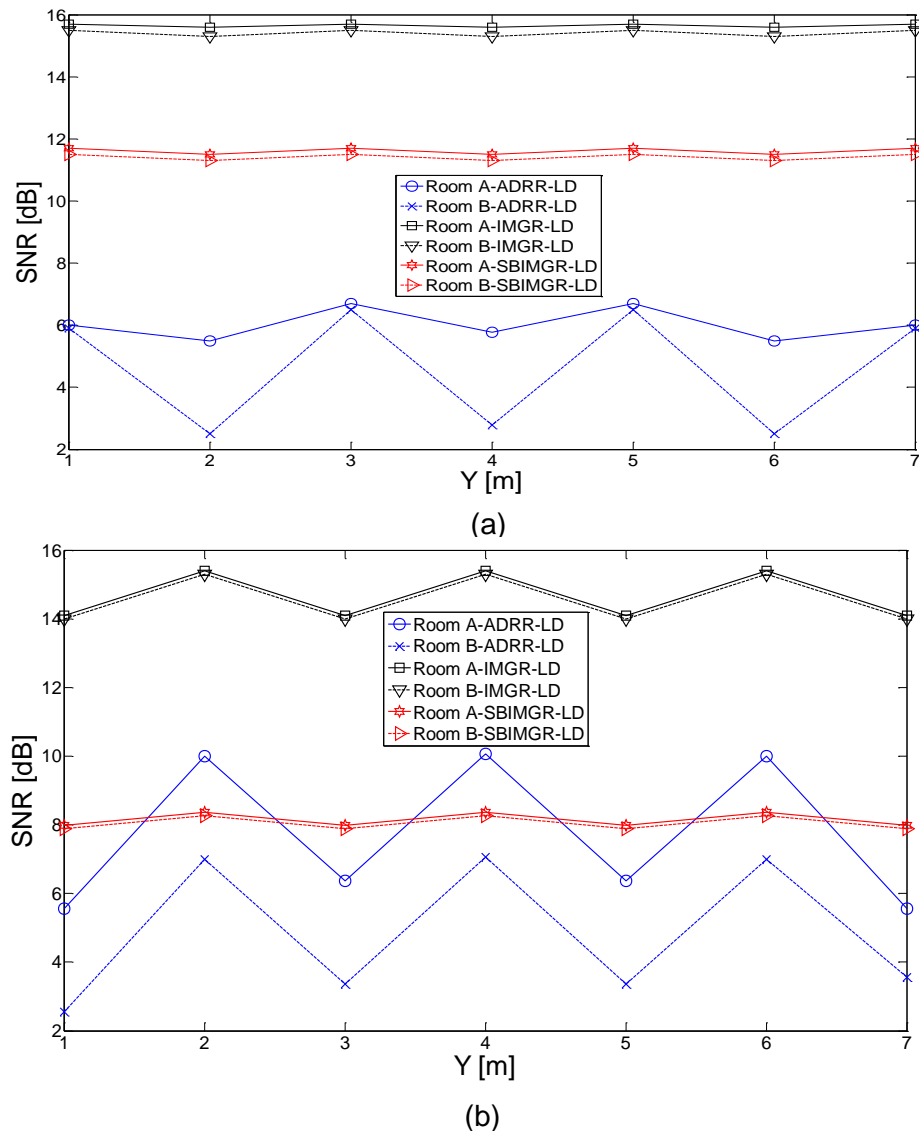 16
14
12
10
8
6
4
2
SNR [dB]
Room A-ADRR-LD
Room B-ADRR-LD
Room A-IMGR-LD
Room B-IMGR-LD
Room A-SBIMGR-LD
Room B-SBIMGR-LD
1 2 3 4 5 6 7
Y [m]
(a)
16
14
12
10
8
6
4
2
SNR [dB]
Room A-ADRR-LD
Room B-ADRR-LD
Room A-IMGR-LD
Room B-IMGR-LD
Room A-SBIMGR-LD
Room B-SBIMGR-LD
1 2 3 4 5 6 7
Y [m]
(b)